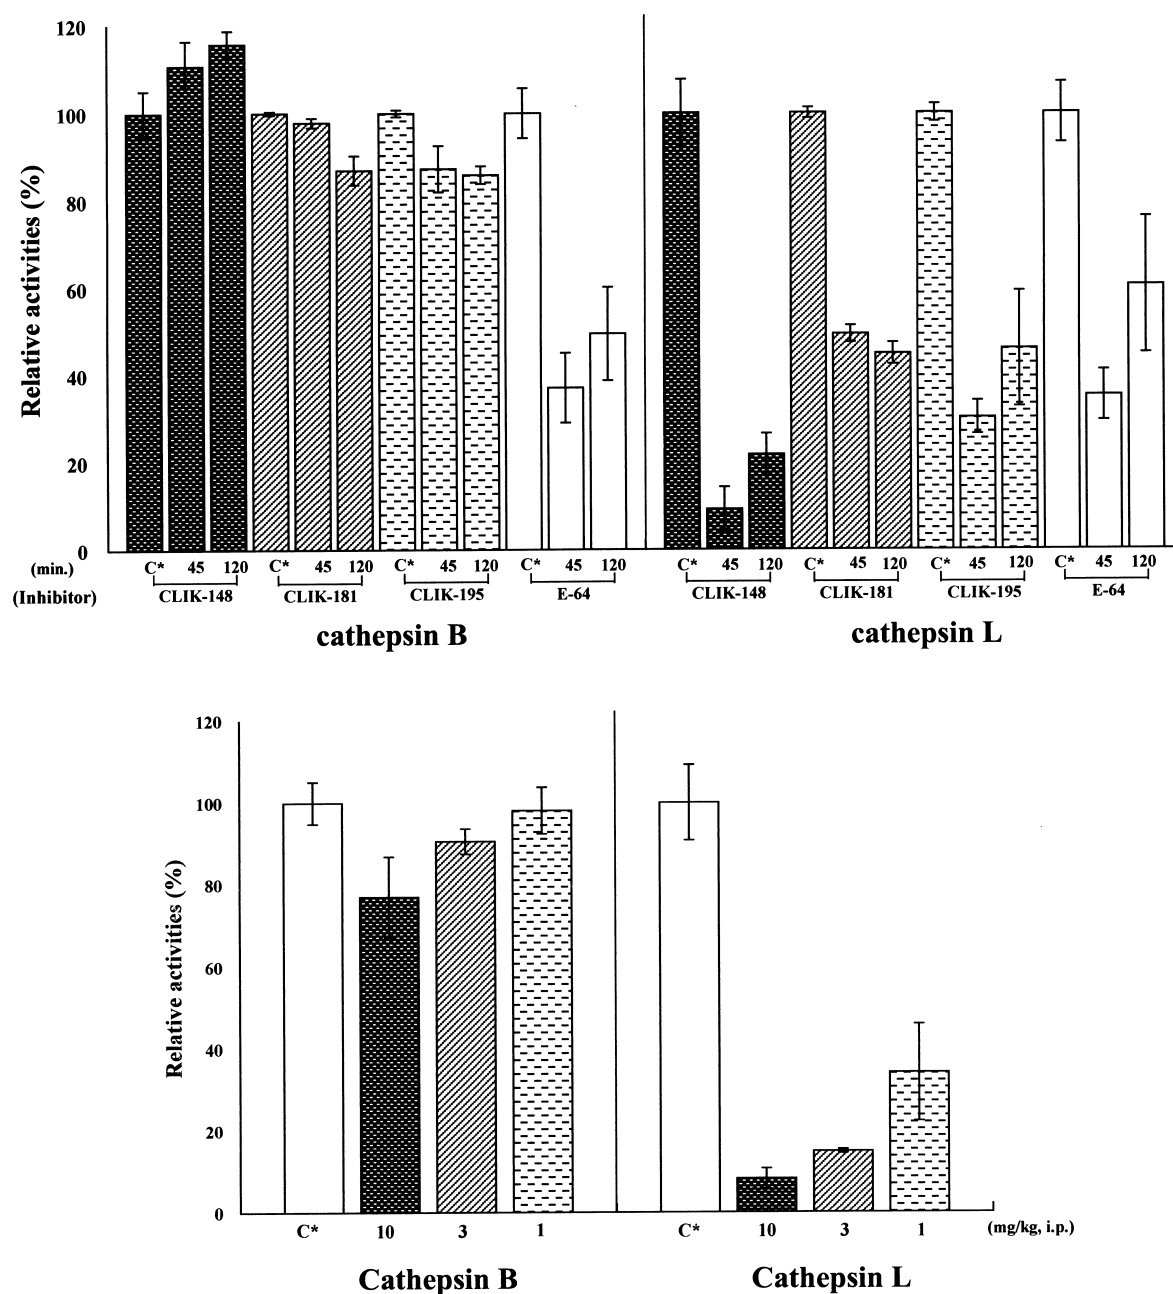 120
100
80
60
40
20
0
Relative activities (%)
(min.) C* 45 120 C* 45 120 C* 45 120 C* 45 120 C* 45 120 C* 45 120 C* 45 120 C* 45 120
(Inhibitor) CLIK-148 CLIK-181 CLIK-195 E-64 CLIK-148 CLIK-181 CLIK-195 E-64
cathepsin B cathepsin L
120
100
80
60
40
20
0
Relative activities (%)
C* 10 3 1 C* 10 3 1 (mg/kg, i.p.)
Cathepsin B Cathepsin L